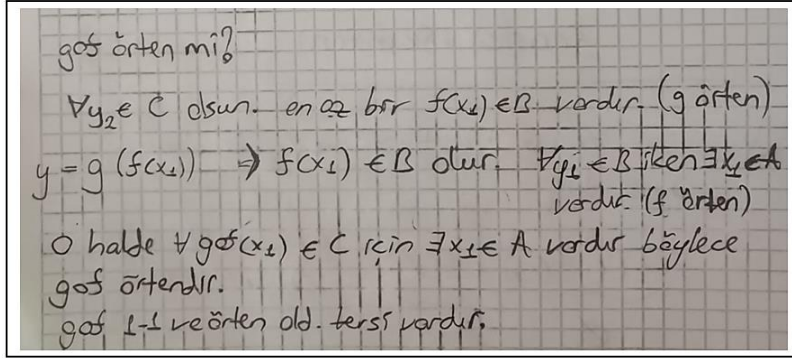 gof örten mi?
∀y₂∈ C olsun. en az bir f(x₁)∈B vardır. (g örten)
y = g(f(x₁)) ⇒ f(x₁) ∈B olur. ∀y₁∈B iken ∃x₁∈A
vardır. (f örten)
O halde ∀ gof(x₁) ∈ C için ∃x₁∈ A vardır böylece
gof örtendir.
gof 1-1 ve örten old. tersi vardır.